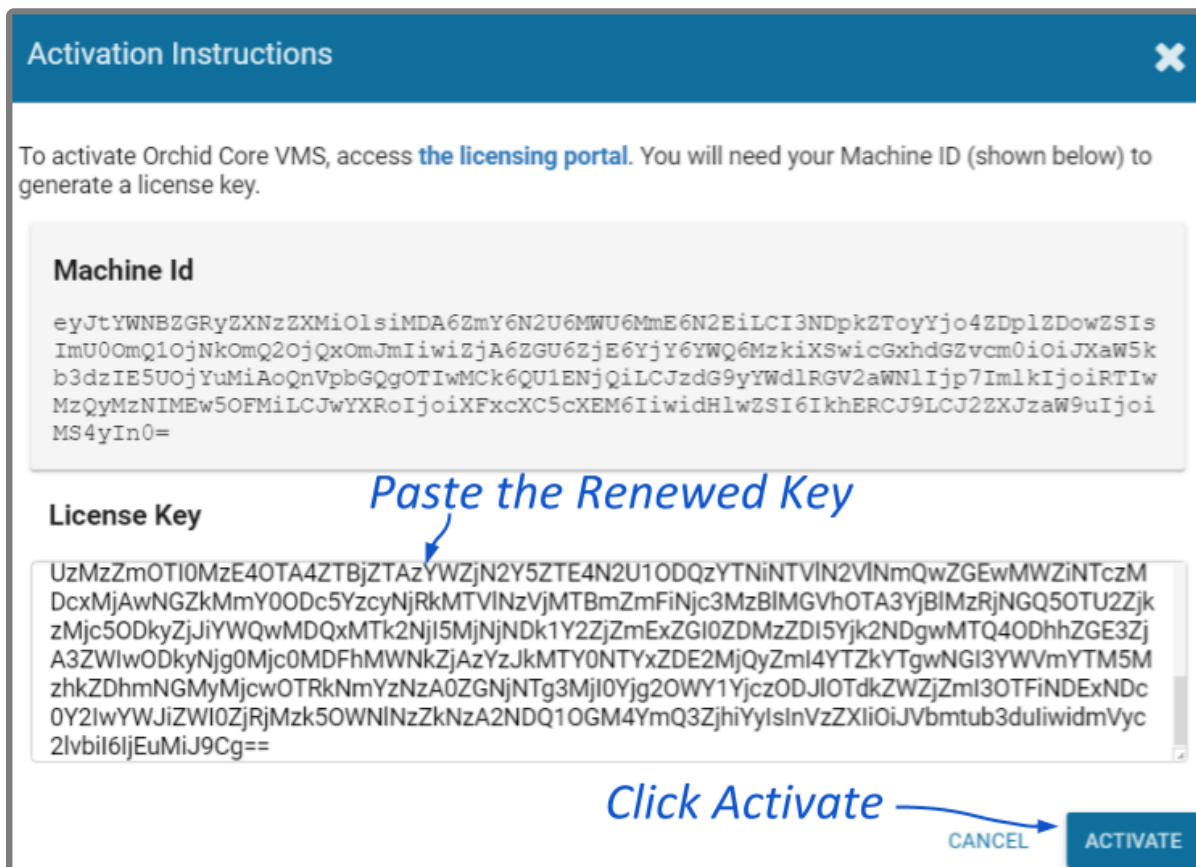 Activation Instructions
To activate Orchid Core VMS, access the licensing portal. You will need your Machine ID (shown below) to
generate a license key.
Machine Id
eyJtYWNBZGRyZXNzZXMiOlsiMDA6ZmY6N2U6MWU6MmE6N2EiLCI3NDpkZToyYjo4ZDplZDowZSIs
ImU0OmQ1OjNkOmQ2OjQxOmJmIiwiZjA6ZGU6ZjE6YjY6YWQ6MzkiXSwicGxhdGZvcm0iOiJXaW5k
b3dzIE5UOjYuMiAoQnVpbGQgOTIwMCk6QU1ENjQiLCJzdG9yYWdlRGV2aWNlIjp7ImlkIjoiRTIw
MzQyMzNIMEw5OFMiLCJwYXRoIjoiXFxcXC5cXEM6IiwidHlwZSI6IkhERCJ9LCJ2ZXJzaW9uIjoi
MS4yIn0=
Paste the Renewed Key
License Key
UzMzZmOTI0MzE4OTA4ZTBjZTAzYWZjN2Y5ZTE4N2U1ODQzYTNiNTVlN2VlNmQwZGEwMWZiNTczM
DcxMjAwNGZkMmY0ODc5YzcyNjRkMTVlNzVjMTBmZmFiNjc3MzBlMGVhOTA3YjBlMzRjNGQ5OTU2Zjk
zMjc5ODkyZjJiYWQwMDQxMTk2NjI5MjNjNDk1Y2ZjZmExZGI0ZDMzZDI5Yjk2NDgwMTQ4ODhhZGE3Zj
A3ZWIwODkyNjg0Mjc0MDFhMWNkZjAzYzJkMTY0NTYxZDE2MjQyZmI4YTZkYTgwNGI3YWVmYTM5M
zhkZDhmNGMyMjcwOTRkNmYzNzA0ZGNjNTg3MjI0Yjg2OWY1YjczODJlOTdkZWZjZmI3OTFiNDExNDc
0Y2IwYWJiZWI0ZjRjMzk5OWNlNzZkNzA2NDQ1OGM4YmQ3ZjhiYyIsInVzZXIiOiJVbmtub3duIiwidmVyc
2lvbiI6IjEuMiJ9Cg==
Click Activate
CANCEL
ACTIVATE